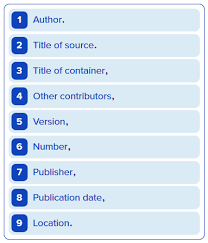 1 Author.
2 Title of source.
3 Title of container,
4 Other contributors,
5 Version,
6 Number,
7 Publisher,
8 Publication date,
9 Location.